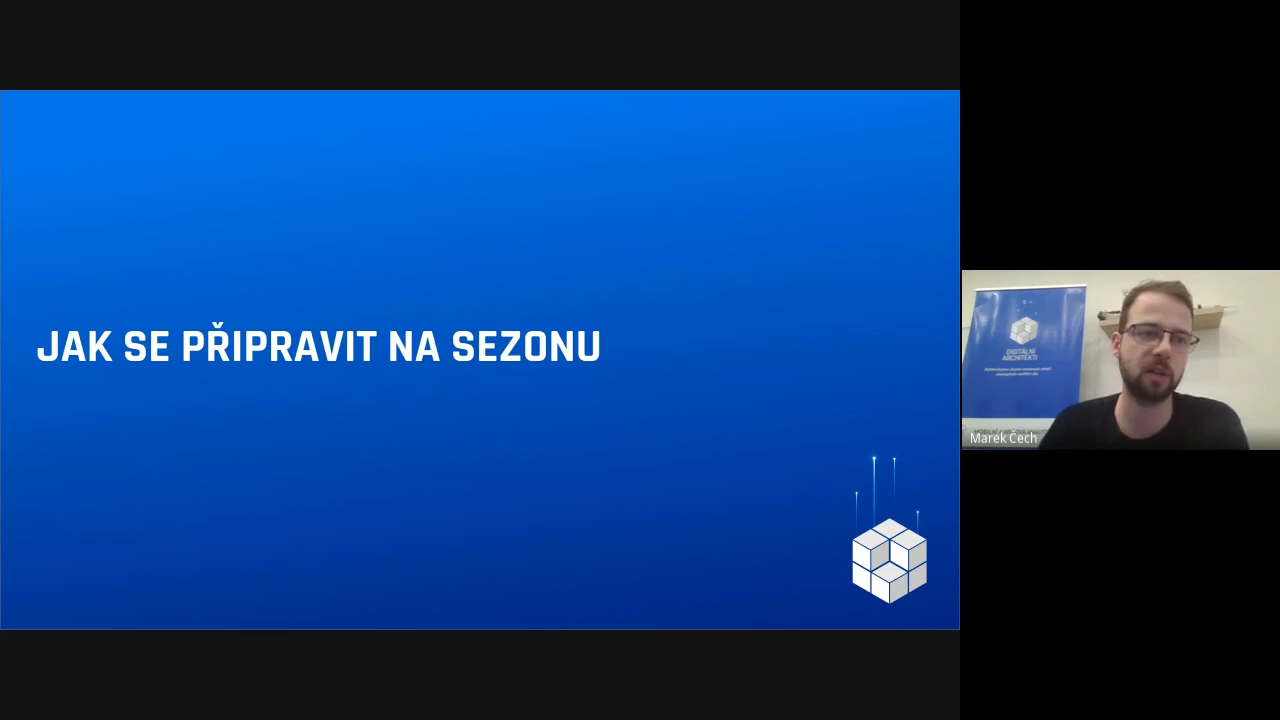 JAK SE PŘIPRAVIT NA SEZONU
DIGITÁLNÍ
ARCHITEKTI
Marek Čech